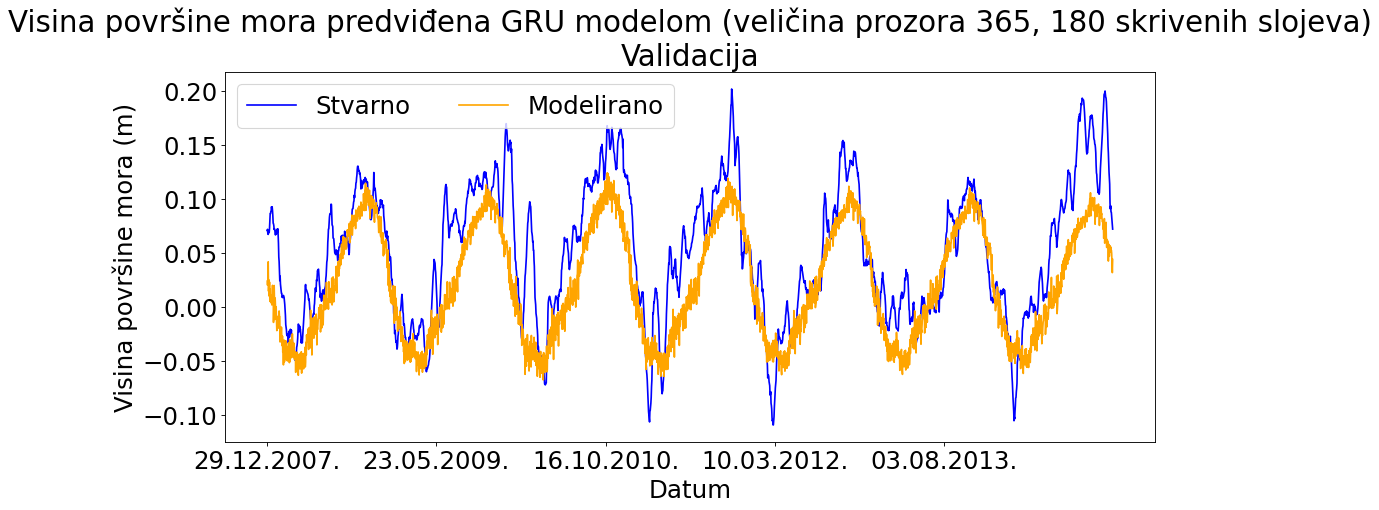 Visina površine mora predviđena GRU modelom (veličina prozora 365, 180 skrivenih slojeva)
Validacija
Stvarno
Modelirano
Visina površine mora (m)
0.20
0.15
0.10
0.05
0.00
−0.05
−0.10
29.12.2007.
23.05.2009.
16.10.2010.
10.03.2012.
03.08.2013.
Datum